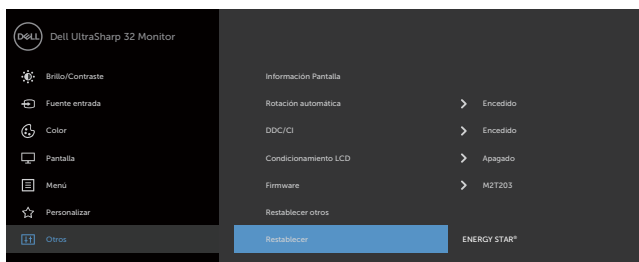 DELL Dell UltraSharp 32 Monitor
Brillo/Contraste Información Pantalla
Fuente entrada Rotación automática Encedido
Color DDC/CI Encedido
Pantalla Condicionamiento LCD Apagado
Menú Firmware M2T203
Personalizar Restablecer otros
Otros Restablecer ENERGY STAR®